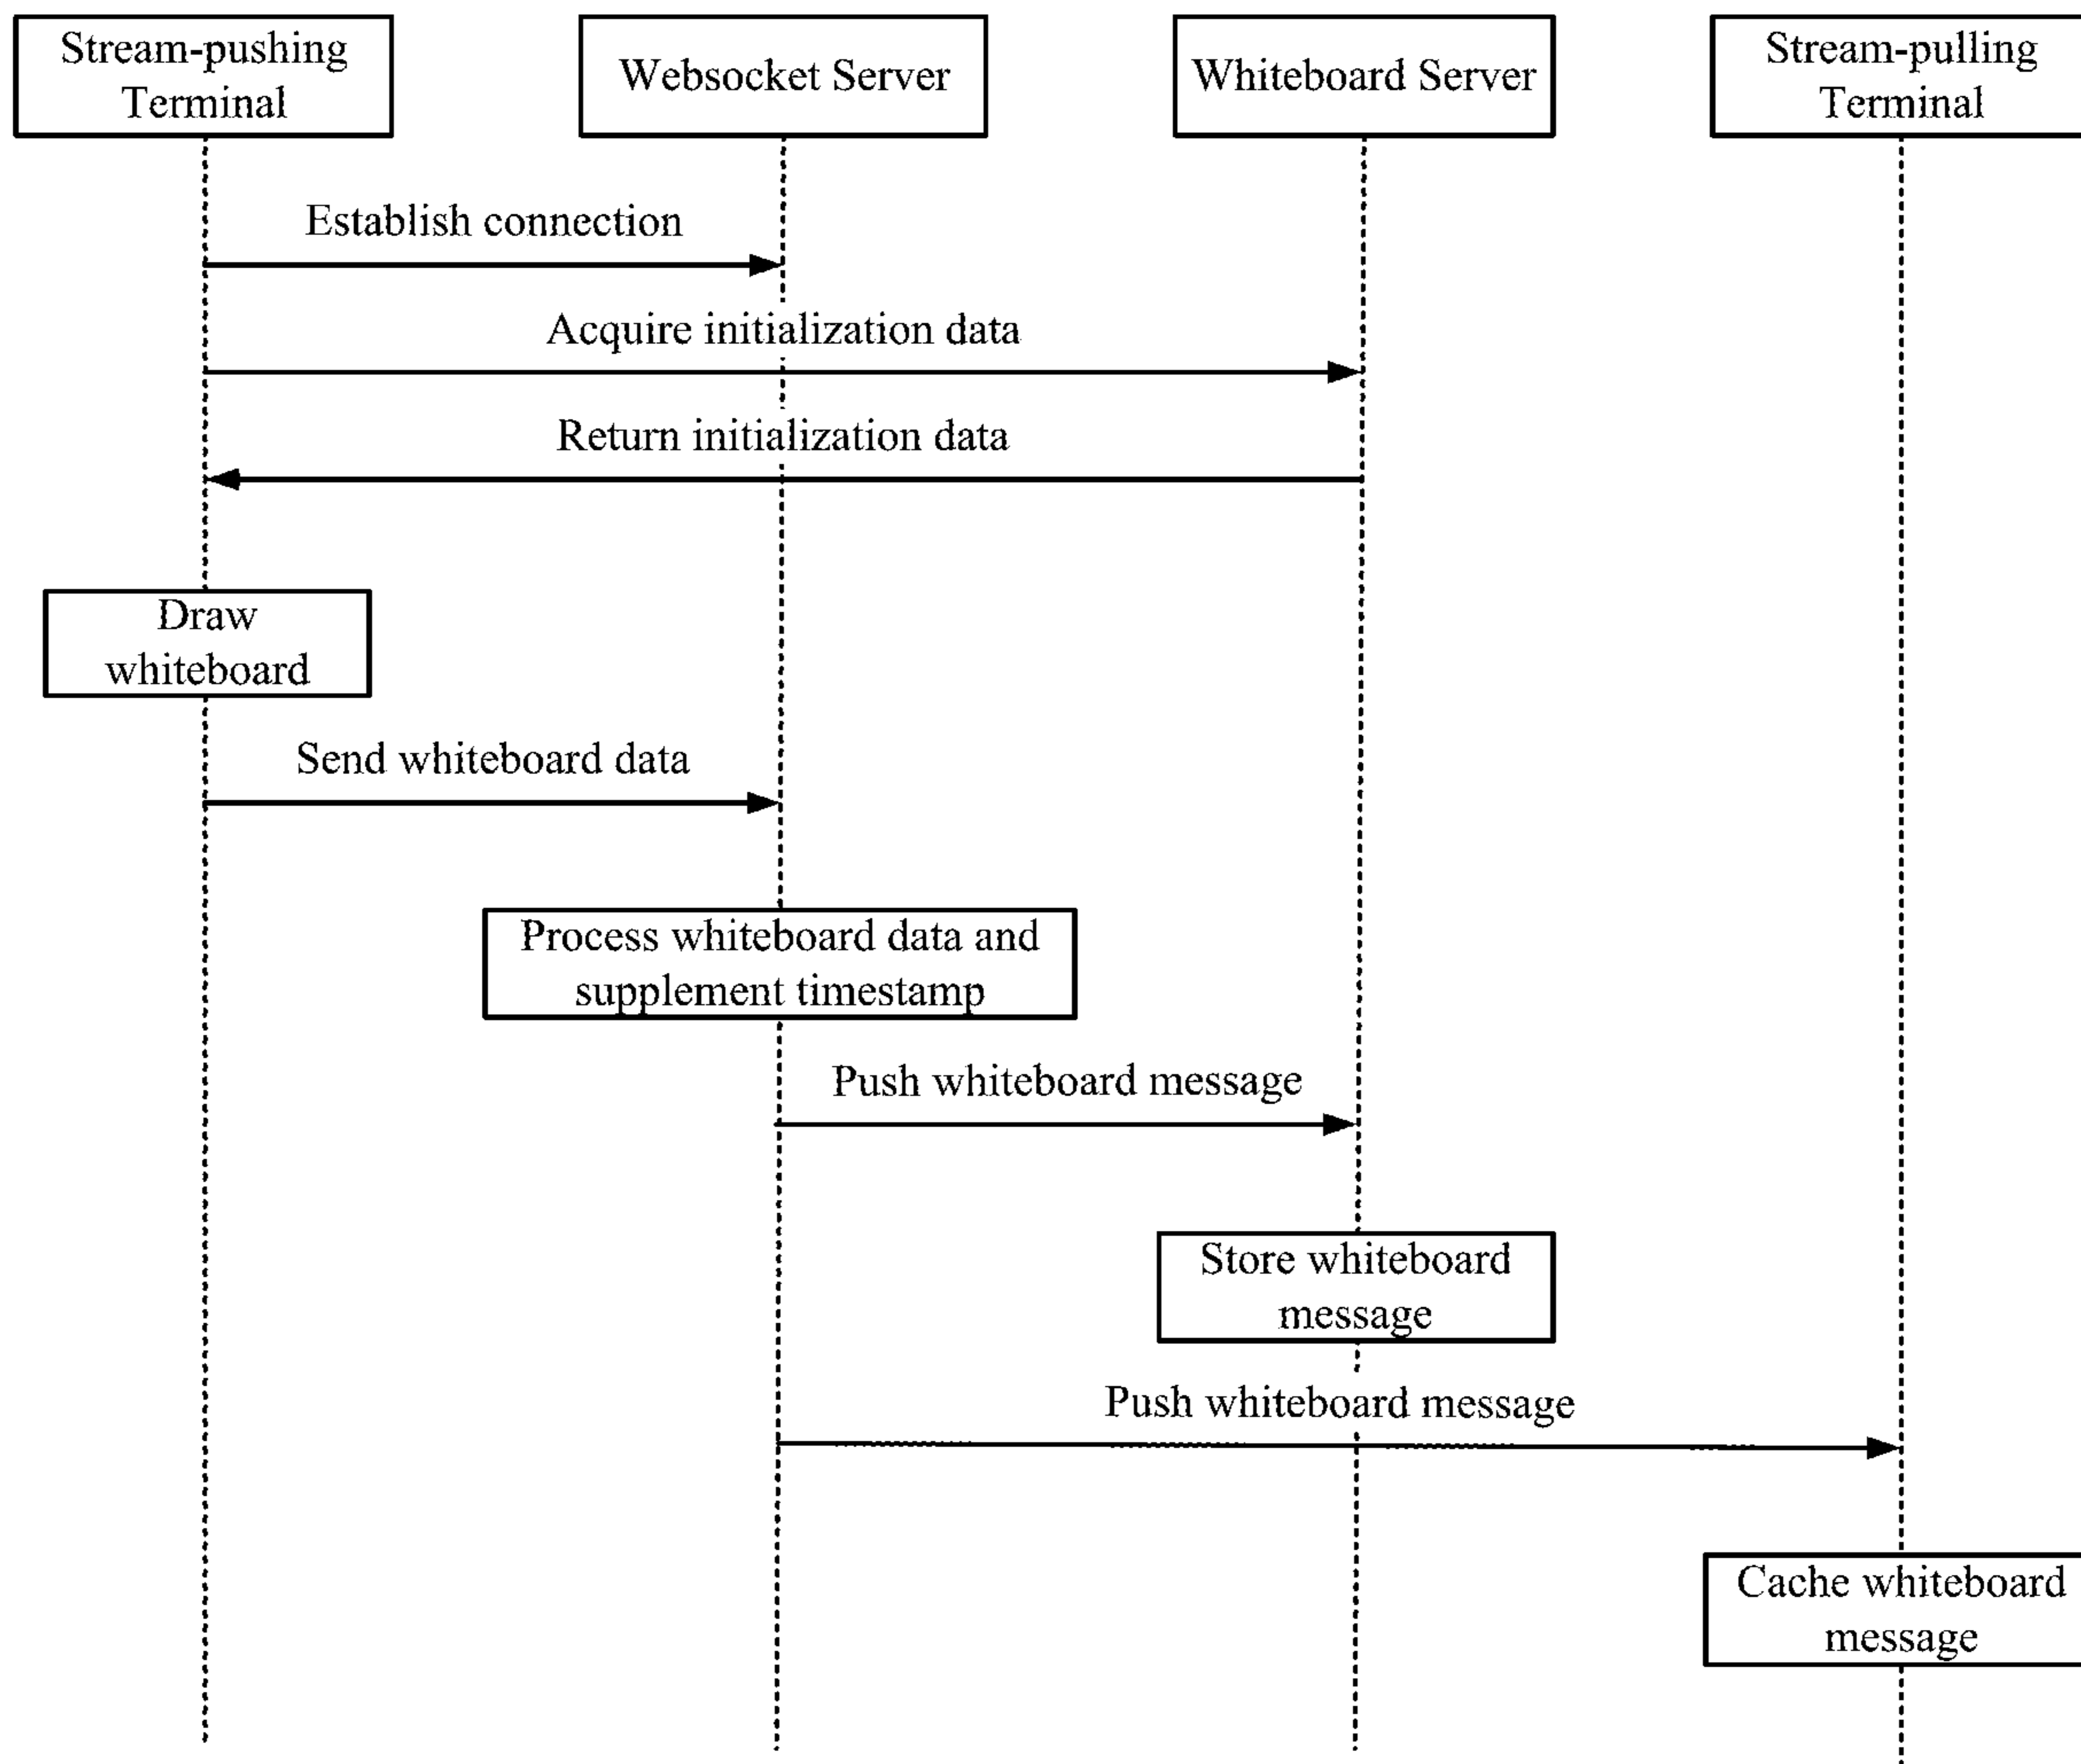 Stream-pushing
Terminal
Websocket Server
Whiteboard Server
Stream-pulling
Terminal
Establish connection
Acquire initialization data
Return initialization data
Draw
whiteboard
Send whiteboard data
Process whiteboard data and
supplement timestamp
Push whiteboard message
Store whiteboard
message
Push whiteboard message
Cache whiteboard
message